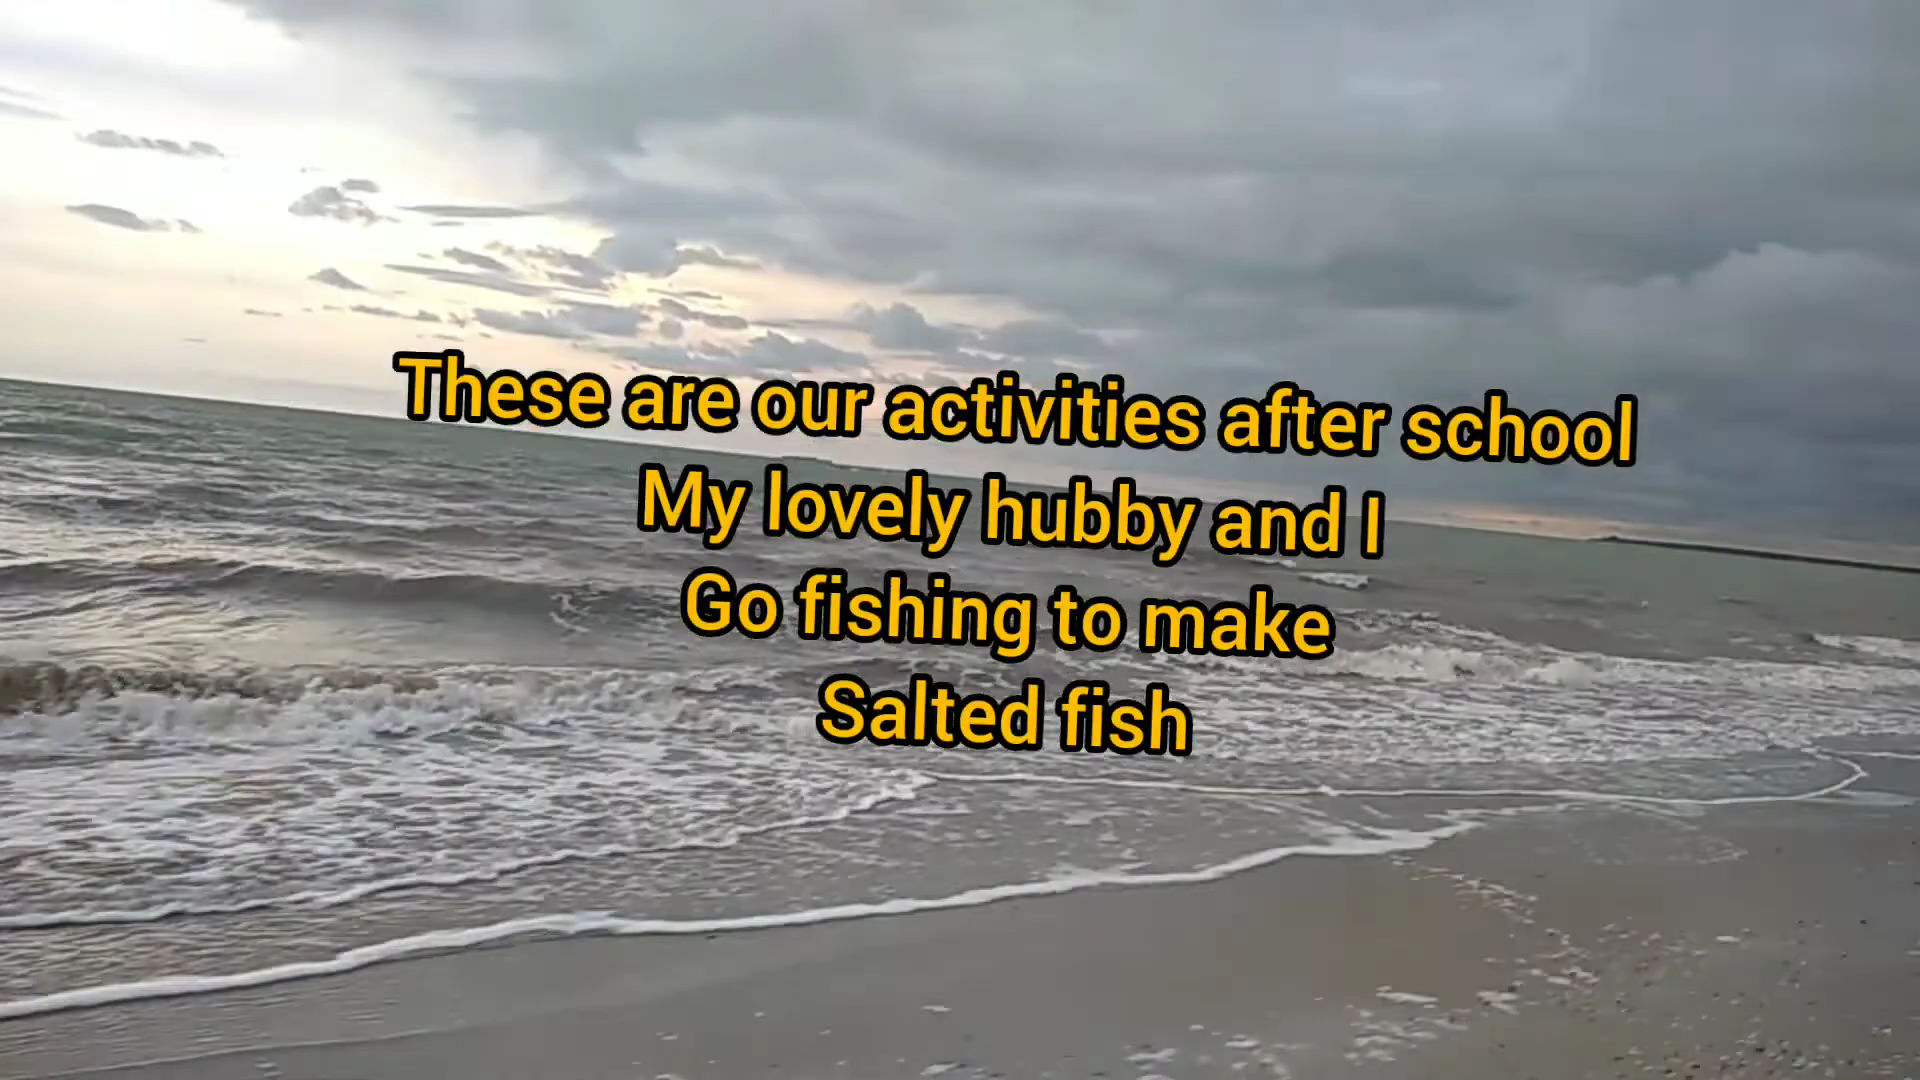 These are our activities after school
My lovely hubby and I
Go fishing to make
Salted fish